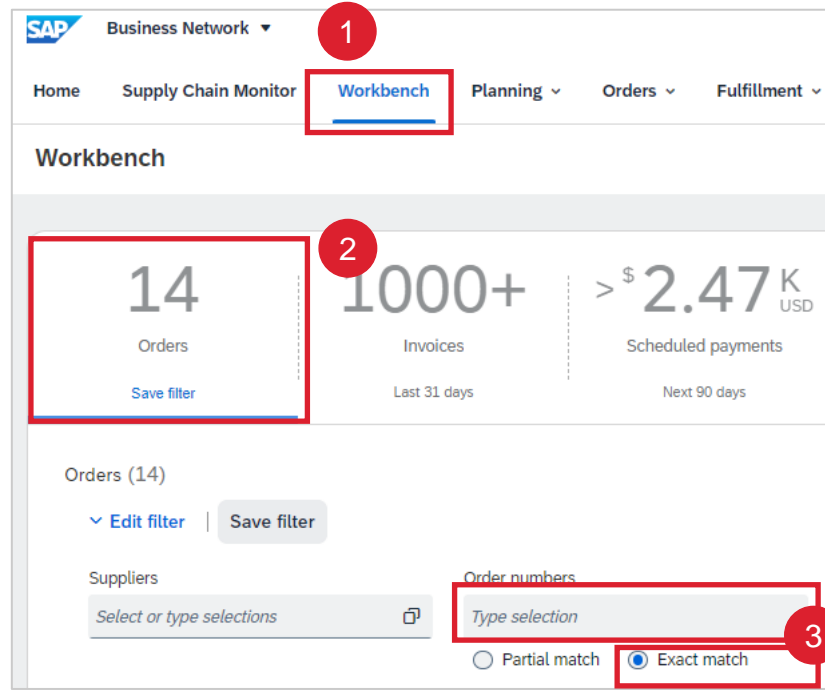 SAP Business Network
1
Home Supply Chain Monitor Workbench Planning Orders Fulfillment
Workbench
2
14 1000+ > $ 2.47 K USD
Orders Invoices Scheduled payments
Save filter Last 31 days Next 90 days
Orders (14)
Edit filter | Save filter
Suppliers Order numbers
Select or type selections Type selection
3
Partial match Exact match